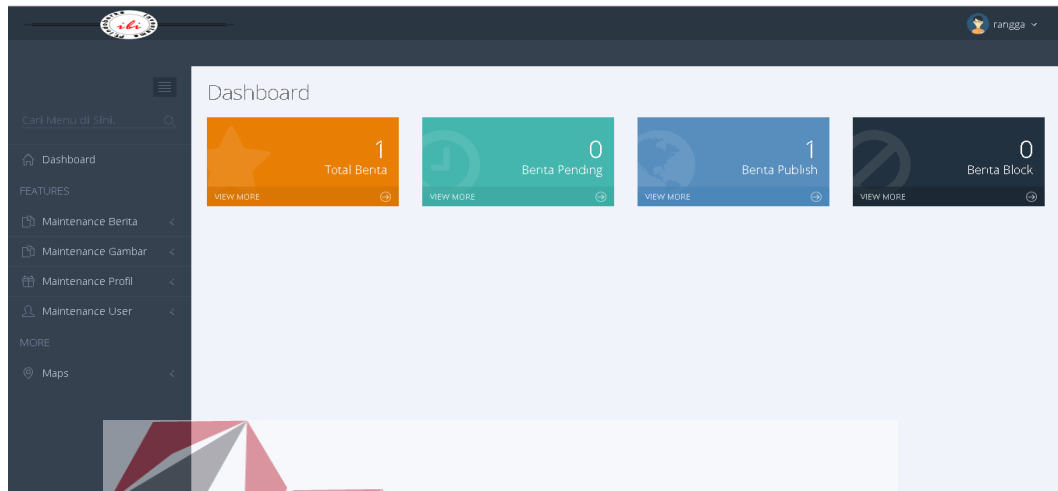 ibi
rangga
Dashboard
Cari Menu di Sini.
Dashboard
FEATURES
Maintenance Berita
Maintenance Gambar
Maintenance Profil
Maintenance User
MORE
Maps
1
Total Berita
VIEW MORE
0
Berita Pending
VIEW MORE
1
Berita Publish
VIEW MORE
0
Berita Block
VIEW MORE